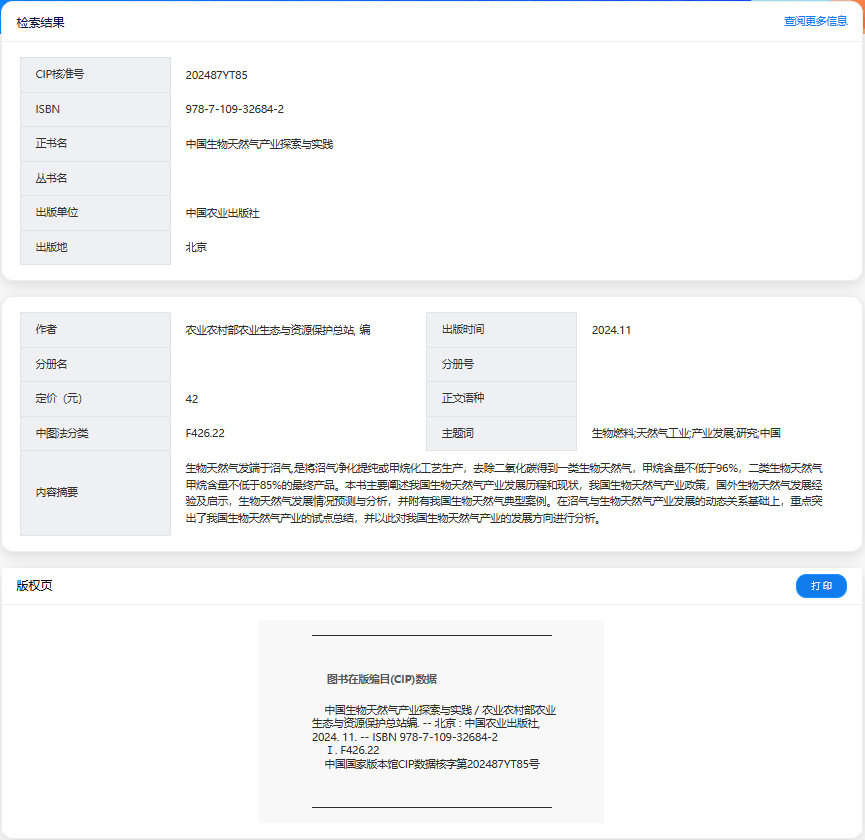 检索结果
查阅更多信息
CIP核准号 202487YT85
ISBN 978-7-109-32684-2
正书名 中国生物天然气产业探索与实践
丛书名
出版单位 中国农业出版社
出版地 北京
作者 农业农村部农业生态与资源保护总站, 编 出版时间 2024.11
分册名 分册号
定价（元） 42 正文语种
中图法分类 F426.22 主题词 生物燃料;天然气工业;产业发展;研究;中国
内容摘要
生物天然气发端于沼气,是将沼气净化提纯或甲烷化工艺生产，去除二氧化碳得到一类生物天然气，甲烷含量不低于96%，二类生物天然气
甲烷含量不低于85%的最终产品。本书主要阐述我国生物天然气产业发展历程和现状，我国生物天然气产业政策，国外生物天然气发展经
验及启示，生物天然气发展情况预测与分析，并附有我国生物天然气典型案例。在沼气与生物天然气产业发展的动态关系基础上，重点突
出了我国生物天然气产业的试点总结，并以此对我国生物天然气产业的发展方向进行分析。
版权页
打印
图书在版编目(CIP)数据
中国生物天然气产业探索与实践 / 农业农村部农业
生态与资源保护总站编. -- 北京 : 中国农业出版社,
2024. 11. -- ISBN 978-7-109-32684-2
Ⅰ. F426.22
中国国家版本馆CIP数据核字第202487YT85号